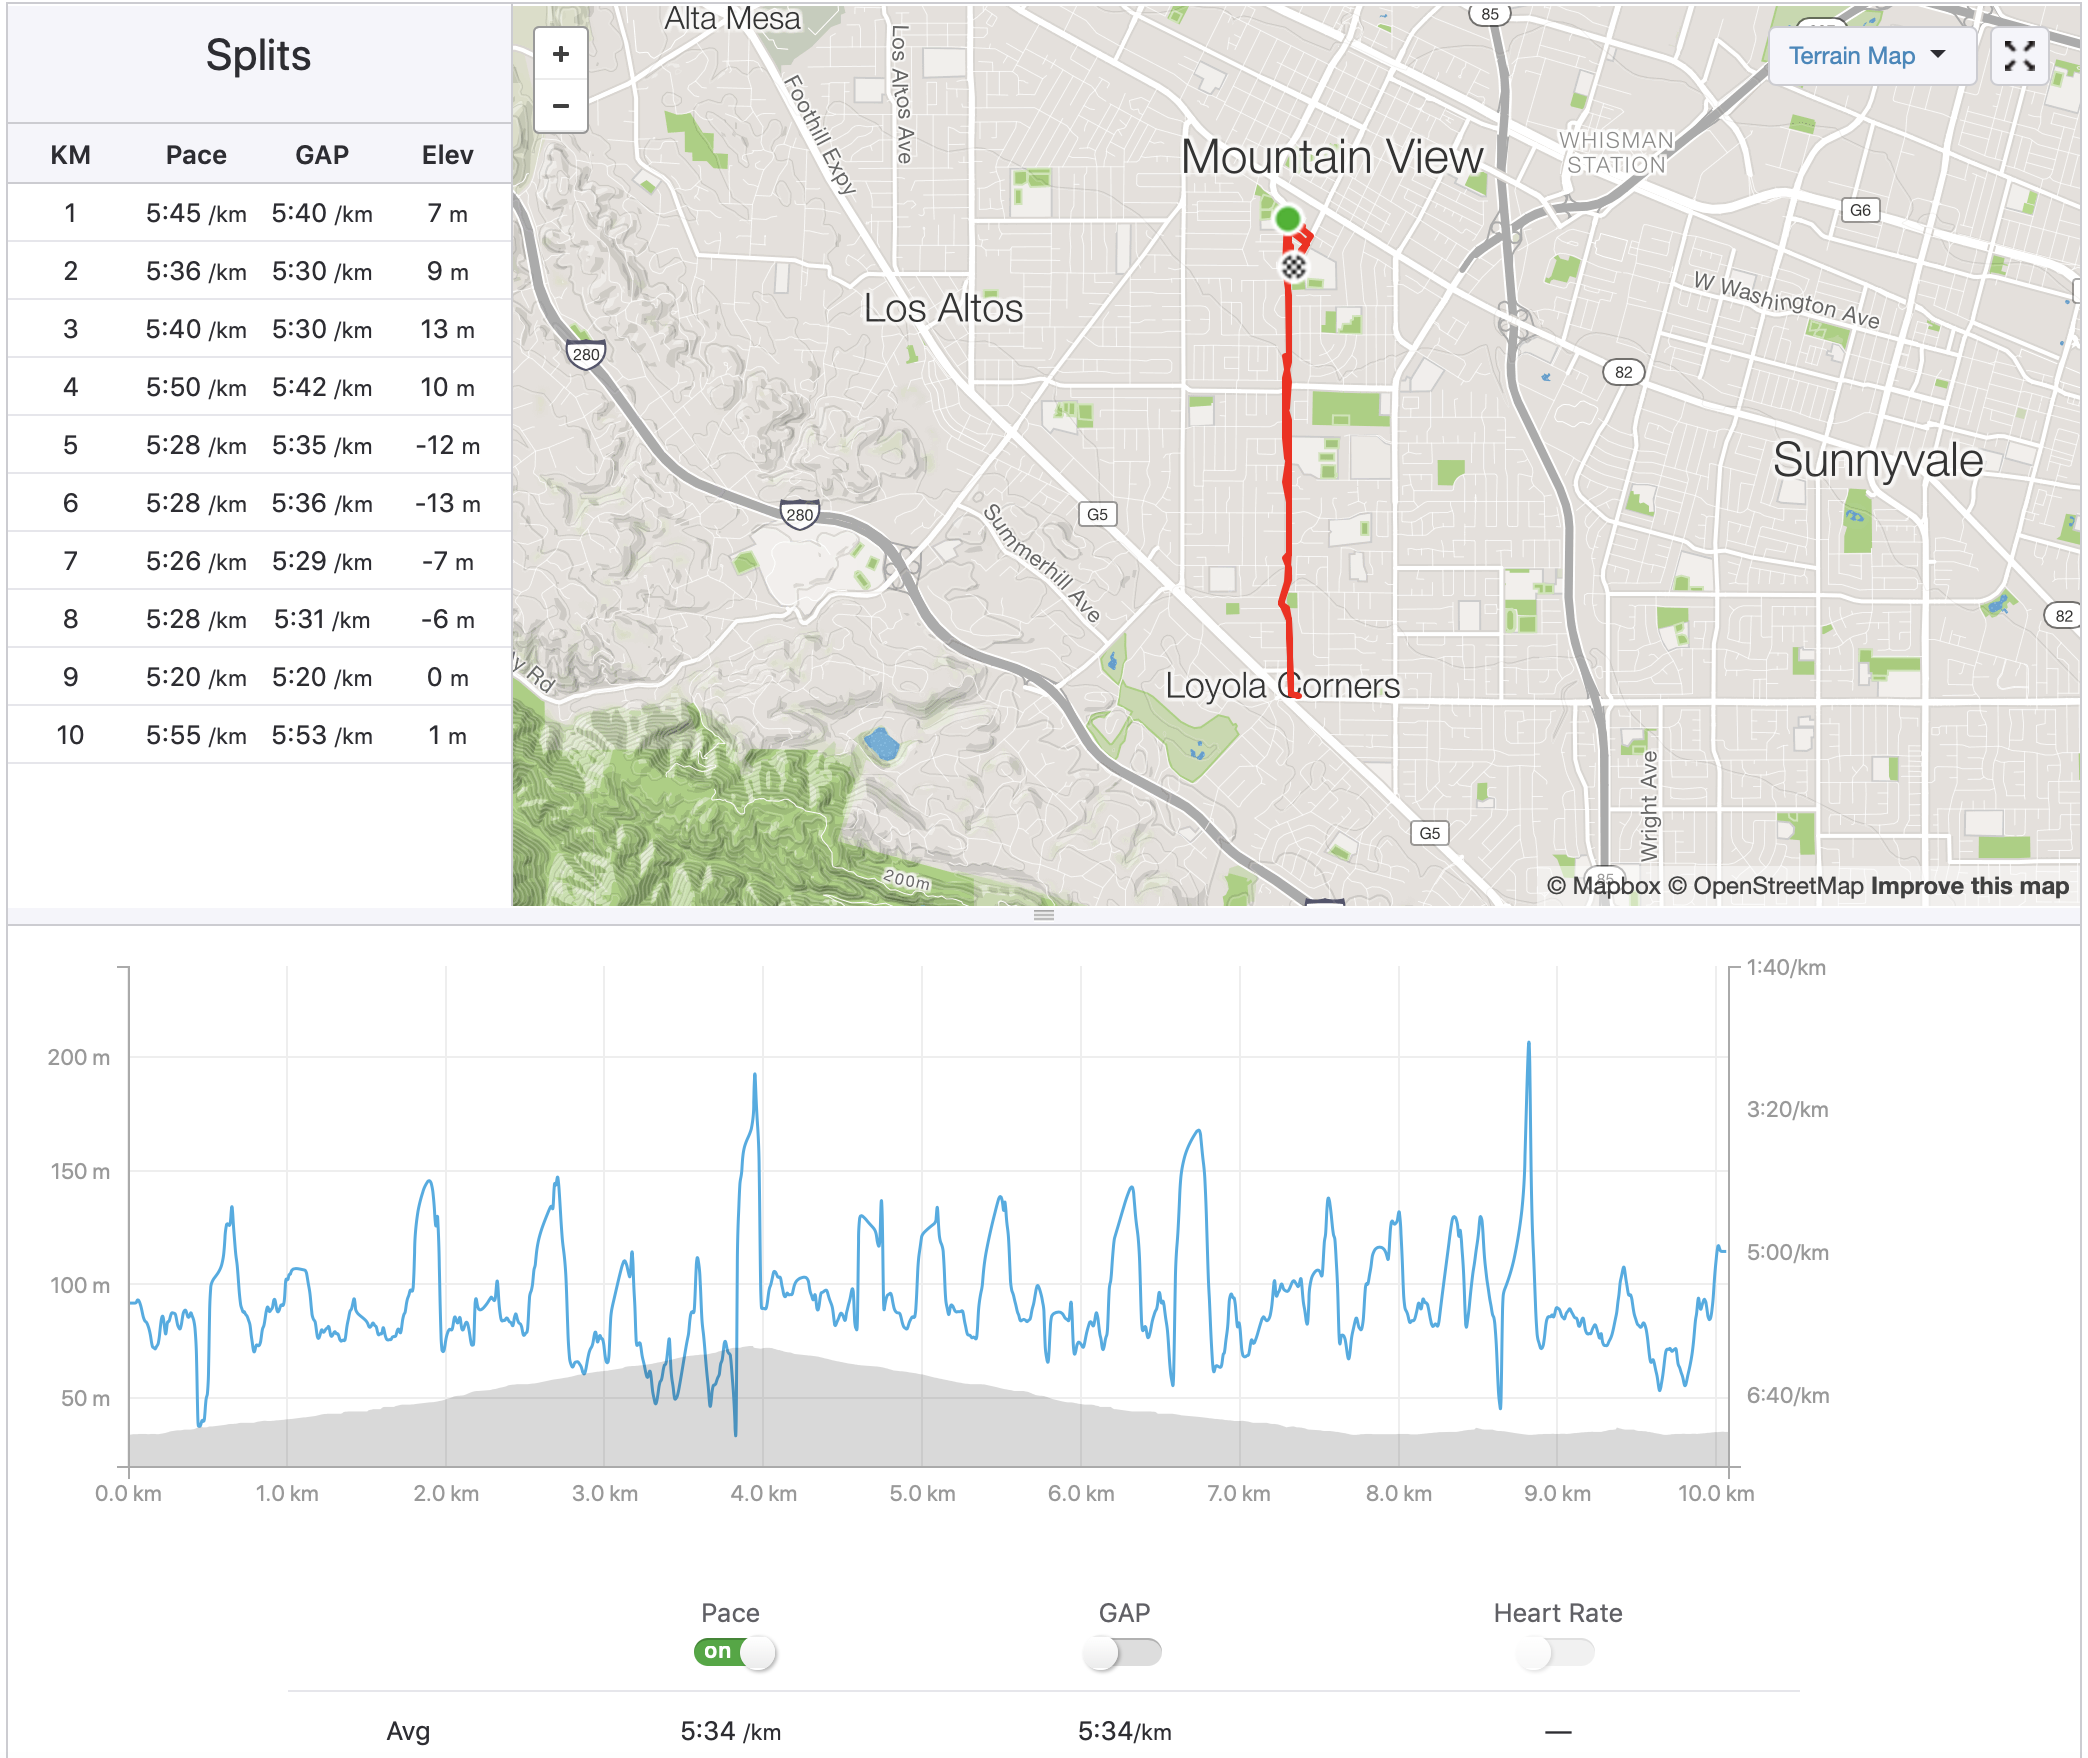 Splits
KM Pace GAP Elev
1 5:45 /km 5:40 /km 7 m
2 5:36 /km 5:30 /km 9 m
3 5:40 /km 5:30 /km 13 m
4 5:50 /km 5:42 /km 10 m
5 5:28 /km 5:35 /km -12 m
6 5:28 /km 5:36 /km -13 m
7 5:26 /km 5:29 /km -7 m
8 5:28 /km 5:31 /km -6 m
9 5:20 /km 5:20 /km 0 m
10 5:55 /km 5:53 /km 1 m
+
−
Terrain Map
Alta Mesa
Los Altos Ave
Foothill Expy
85
Mountain View
WHISMAN
STATION
G6
W Washington Ave
Los Altos
280
82
Sunnyvale
280
G5
Summerhill Ave
82
ly Rd
Loyola Corners
Wright Ave
G5
200m
85
© Mapbox © OpenStreetMap Improve this map
200 m
150 m
100 m
50 m
1:40/km
3:20/km
5:00/km
6:40/km
0.0 km 1.0 km 2.0 km 3.0 km 4.0 km 5.0 km 6.0 km 7.0 km 8.0 km 9.0 km 10.0 km
Pace GAP Heart Rate
on
Avg 5:34 /km 5:34/km —